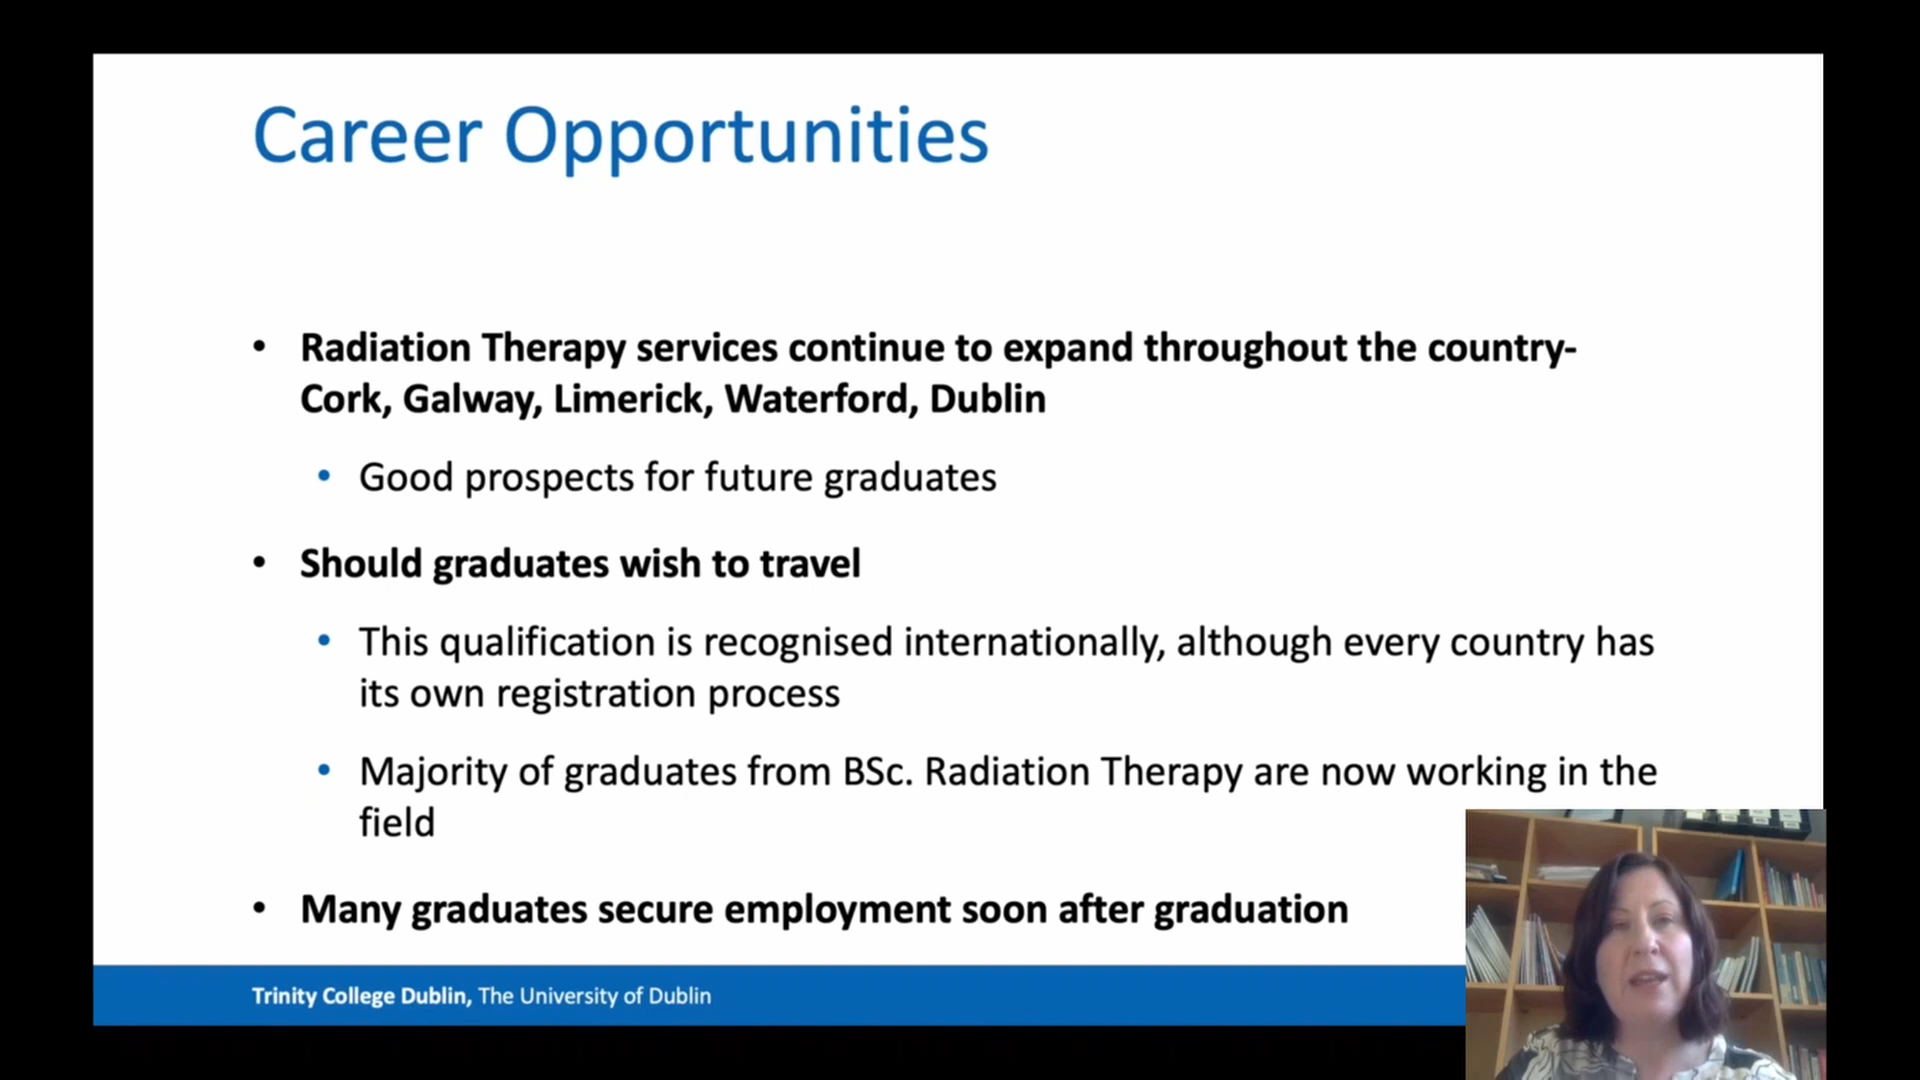 Career Opportunities
• Radiation Therapy services continue to expand throughout the country-
Cork, Galway, Limerick, Waterford, Dublin
• Good prospects for future graduates
• Should graduates wish to travel
• This qualification is recognised internationally, although every country has
its own registration process
• Majority of graduates from BSc. Radiation Therapy are now working in the
field
• Many graduates secure employment soon after graduation
Trinity College Dublin, The University of Dublin